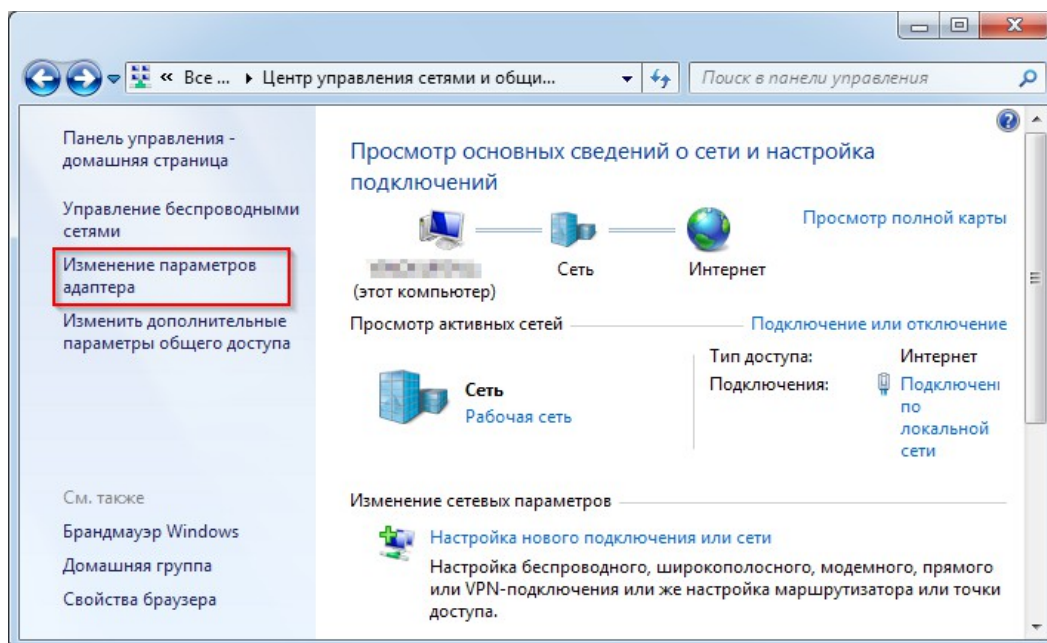 « Все ... ▸ Центр управления сетями и общи...
Поиск в панели управления
Панель управления -
домашняя страница
Управление беспроводными
сетями
Изменение параметров
адаптера
Изменить дополнительные
параметры общего доступа
См. также
Брандмауэр Windows
Домашняя группа
Свойства браузера
Просмотр основных сведений о сети и настройка
подключений
Просмотр полной карты
(этот компьютер)
Сеть
Интернет
Просмотр активных сетей
Подключение или отключение
Сеть
Рабочая сеть
Тип доступа: Интернет
Подключения: Подключени
по
локальной
сети
Изменение сетевых параметров
Настройка нового подключения или сети
Настройка беспроводного, широкополосного, модемного, прямого
или VPN-подключения или же настройка маршрутизатора или точки
доступа.